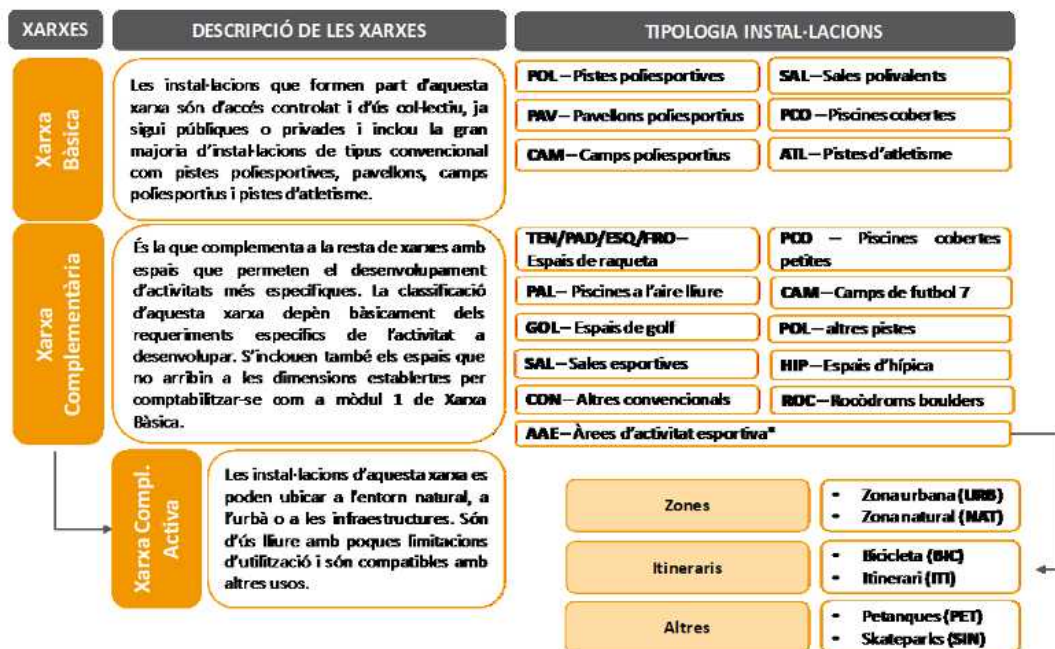 XARXES
DESCRIPCIÓ DE LES XARXES
TIPOLOGIA INSTAL·LACIONS
Xarxa
Bàsica
Les instal·lacions que formen part d'aquesta
xarxa són d'accés controlat i d'ús col·lectiu, ja
sigui públiques o privades i inclou la gran
majoria d'instal·lacions de tipus convencional
com pistes poliesportives, pavellons, camps
poliesportius i pistes d'atletisme.
POL – Pistes poliesportives
SAL – Sales polivalents
PAV – Pavellons poliesportius
PCO – Piscines cobertes
CAM – Camps poliesportius
ATL – Pistes d'atletisme
Xarxa
Complementària
És la que complementa a la resta de xarxes amb
espais que permeten el desenvolupament
d'activitats més específiques. La classificació
d'aquesta xarxa depèn bàsicament dels
requeriments específics de l'activitat a
desenvolupar. S'inclouen també els espais que
no arribin a les dimensions establertes per
comptabilitzar-se com a mòdul 1 de Xarxa
Bàsica.
TEN/PAD/ESQ/FRO –
Espais de raqueta
PCO – Piscines cobertes
petites
PAL – Piscines a l'aire lliure
CAM – Camps de futbol 7
GOL – Espais de golf
POL – altres pistes
SAL – Sales esportives
HIP – Espais d'hípica
CON – Altres convencionals
ROC – Rocòdroms boulders
AAE – Àrees d'activitat esportiva*
Xarxa Compl.
Activa
Les instal·lacions d'aquesta xarxa es
poden ubicar a l'entorn natural, a
l'urbà o a les infraestructures. Són
d'ús lliure amb poques limitacions
d'utilització i són compatibles amb
altres usos.
Zones
- Zona urbana (URB)
- Zona natural (NAT)
Itineraris
- Bicicleta (BIC)
- Itinerari (ITI)
Altres
- Petanques (PET)
- Skateparks (SIN)